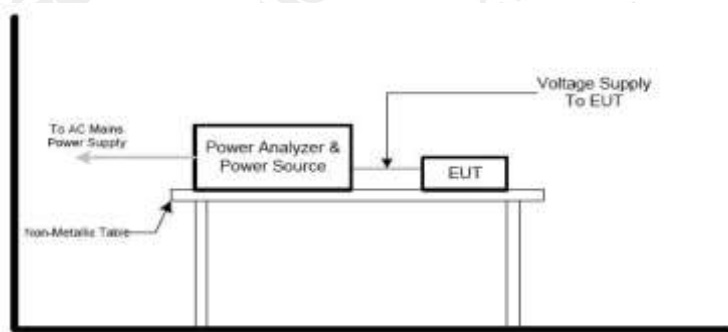 Voltage Supply
To EUT
To AC Mains
Power Supply
Power Analyzer &
Power Source
EUT
Non-Metallic Table